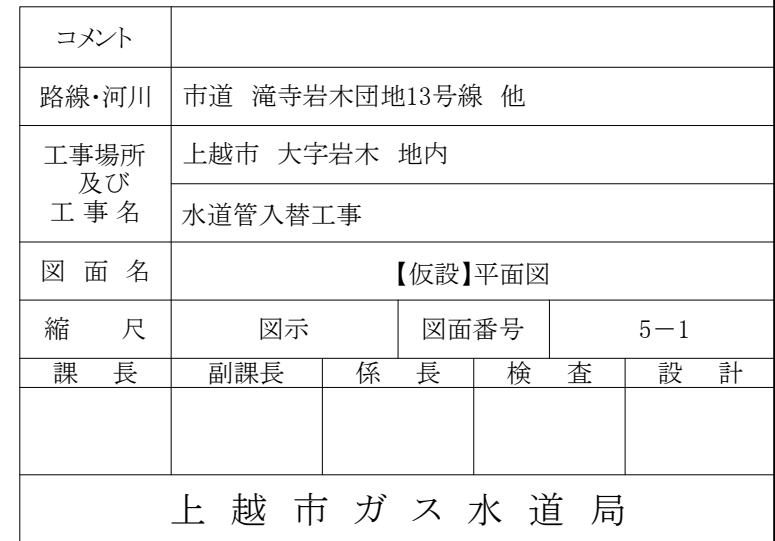 コメント
路線・河川 市道 滝寺岩木団地13号線 他
工事場所 上越市 大字岩木 地内
及び
工事名 水道管入替工事
図面名 【仮設】平面図
縮尺 図示 図面番号 5－1
課長 副課長 係長 検査 設計
上越市ガス水道局